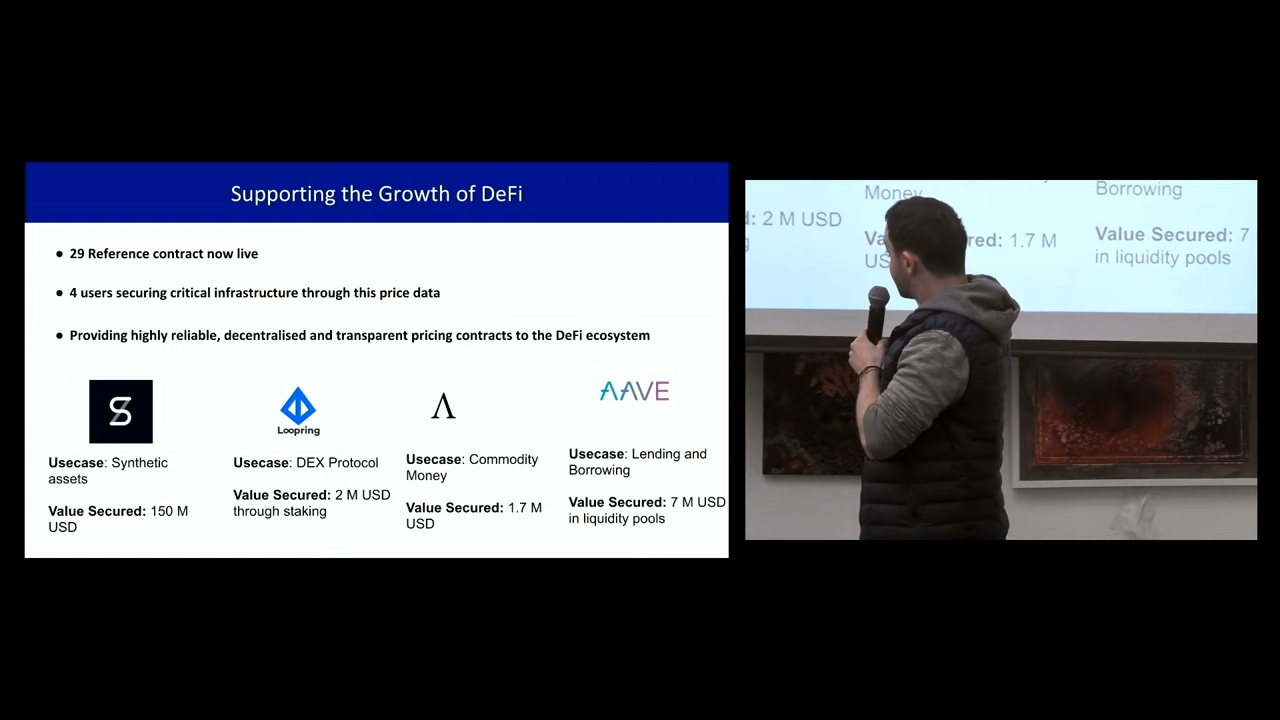 Supporting the Growth of DeFi
● 29 Reference contract now live
● 4 users securing critical infrastructure through this price data
● Providing highly reliable, decentralised and transparent pricing contracts to the DeFi ecosystem
Loopring
AAVE
Usecase: Synthetic
assets
Value Secured: 150 M
USD
Usecase: DEX Protocol
Value Secured: 2 M USD
through staking
Usecase: Commodity
Money
Value Secured: 1.7 M
USD
Usecase: Lending and
Borrowing
Value Secured: 7 M USD
in liquidity pools
2 M USD
Money
1.7 M
Borrowing
Value Secured: 7
in liquidity pools